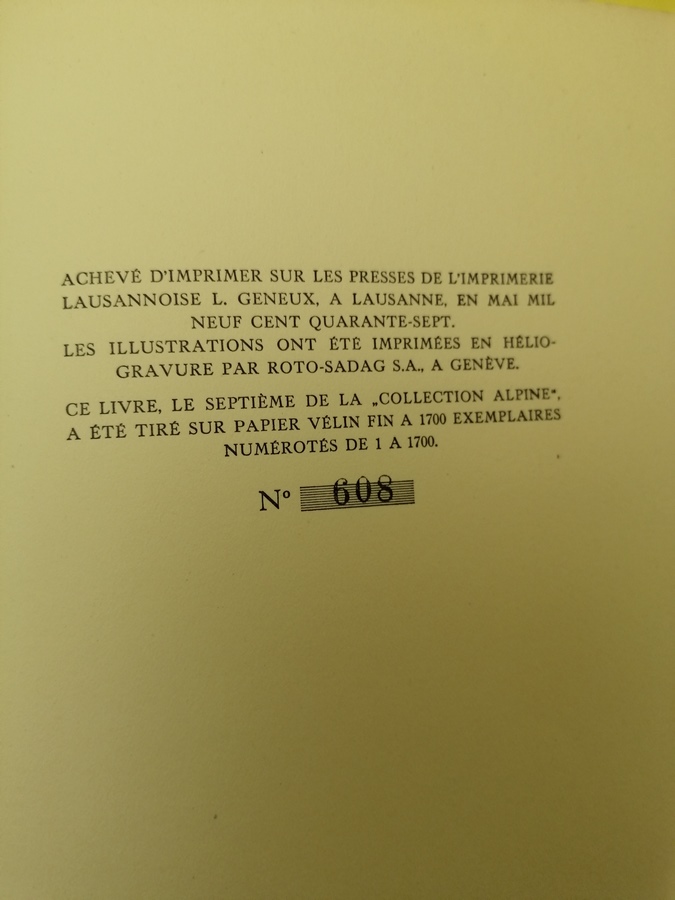 ACHEVÉ D'IMPRIMER SUR LES PRESSES DE L'IMPRIMERIE
LAUSANNOISE L. GENEUX, A LAUSANNE, EN MAI MIL
NEUF CENT QUARANTE-SEPT.
LES ILLUSTRATIONS ONT ÉTÉ IMPRIMÉES EN HÉLIO-
GRAVURE PAR ROTO-SADAG S.A., A GENÈVE.
CE LIVRE, LE SEPTIÈME DE LA „COLLECTION ALPINE",
A ÉTÉ TIRÉ SUR PAPIER VÉLIN FIN A 1700 EXEMPLAIRES
NUMÉROTÉS DE 1 A 1700.
Nº 608